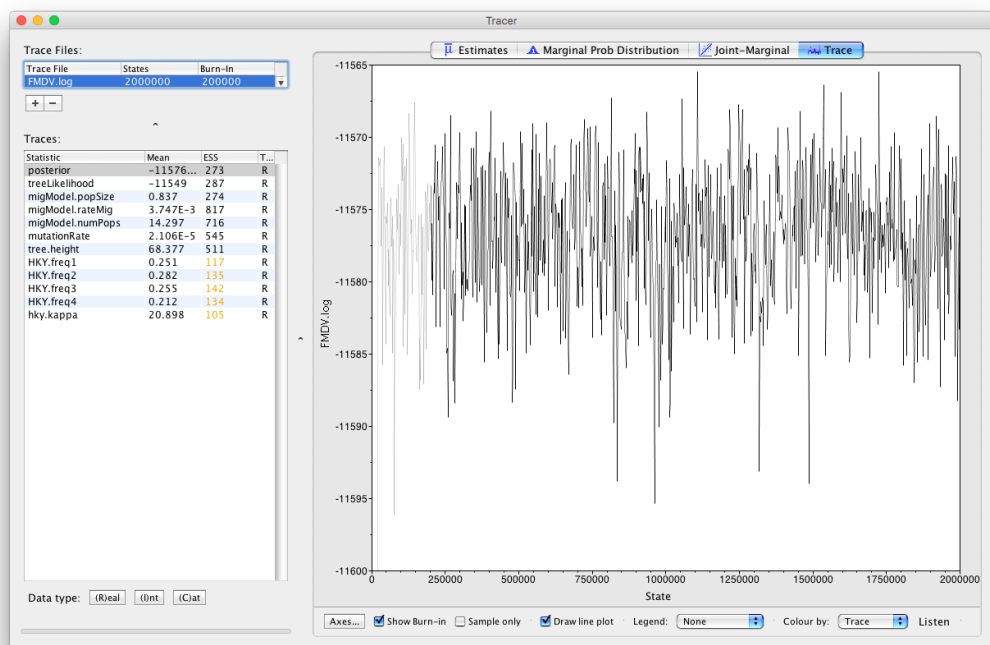 Tracer
Trace Files:
Trace File States Burn-In
FMDV.log 2000000 200000
+ −
Traces:
Statistic Mean ESS T...
posterior -11576... 273 R
treeLikelihood -11549 287 R
migModel.popSize 0.837 274 R
migModel.rateMig 3.747E-3 817 R
migModel.numPops 14.297 716 R
mutationRate 2.106E-5 545 R
tree.height 68.377 511 R
HKY.freq1 0.251 117 R
HKY.freq2 0.282 135 R
HKY.freq3 0.255 142 R
HKY.freq4 0.212 134 R
hky.kappa 20.898 105 R
Data type: (R)eal (I)nt (C)at
Estimates Marginal Prob Distribution Joint-Marginal Trace
-11565
-11570
-11575
-11580
-11585
-11590
-11595
-11600
FMDV.log
0 250000 500000 750000 1000000 1250000 1500000 1750000 2000000
State
Axes... Show Burn-in Sample only Draw line plot Legend: None Colour by: Trace Listen